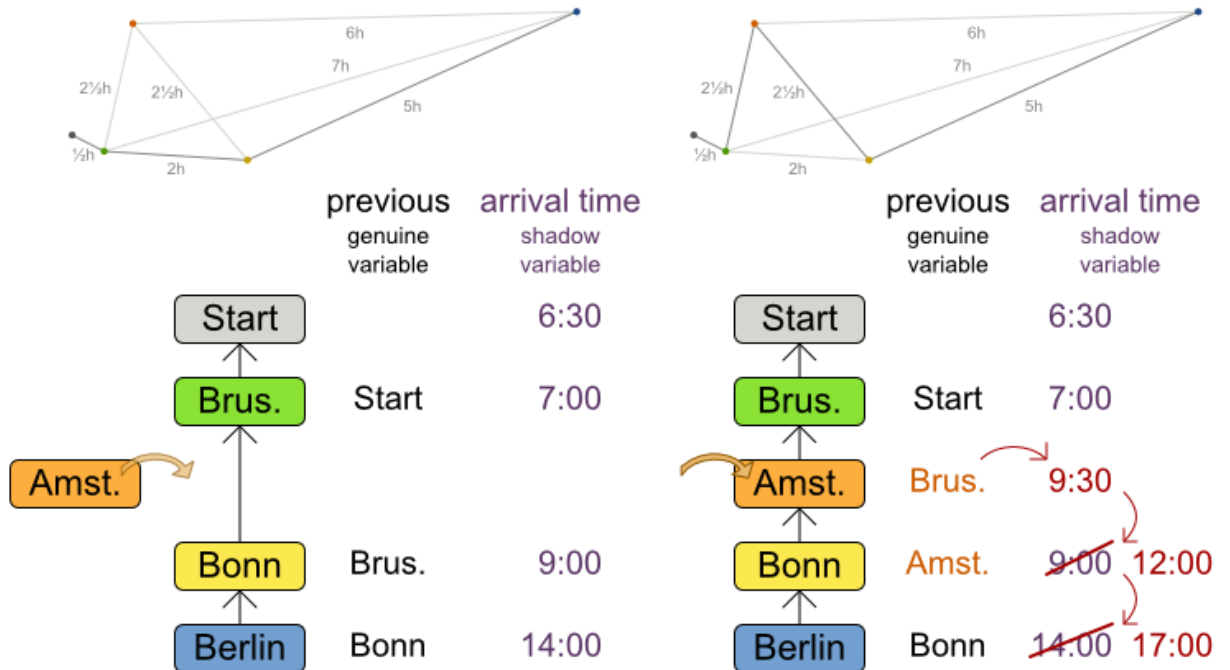 6h
7h
2½h
2½h
5h
½h
2h
previous
genuine
variable
arrival time
shadow
variable
Start
6:30
Brus.
Start
7:00
Amst.
Bonn
Brus.
9:00
Berlin
Bonn
14:00
6h
7h
2½h
2½h
5h
½h
2h
previous
genuine
variable
arrival time
shadow
variable
Start
6:30
Brus.
Start
7:00
Amst.
Brus.
9:30
Bonn
Amst.
9:00
12:00
Berlin
Bonn
14:00
17:00